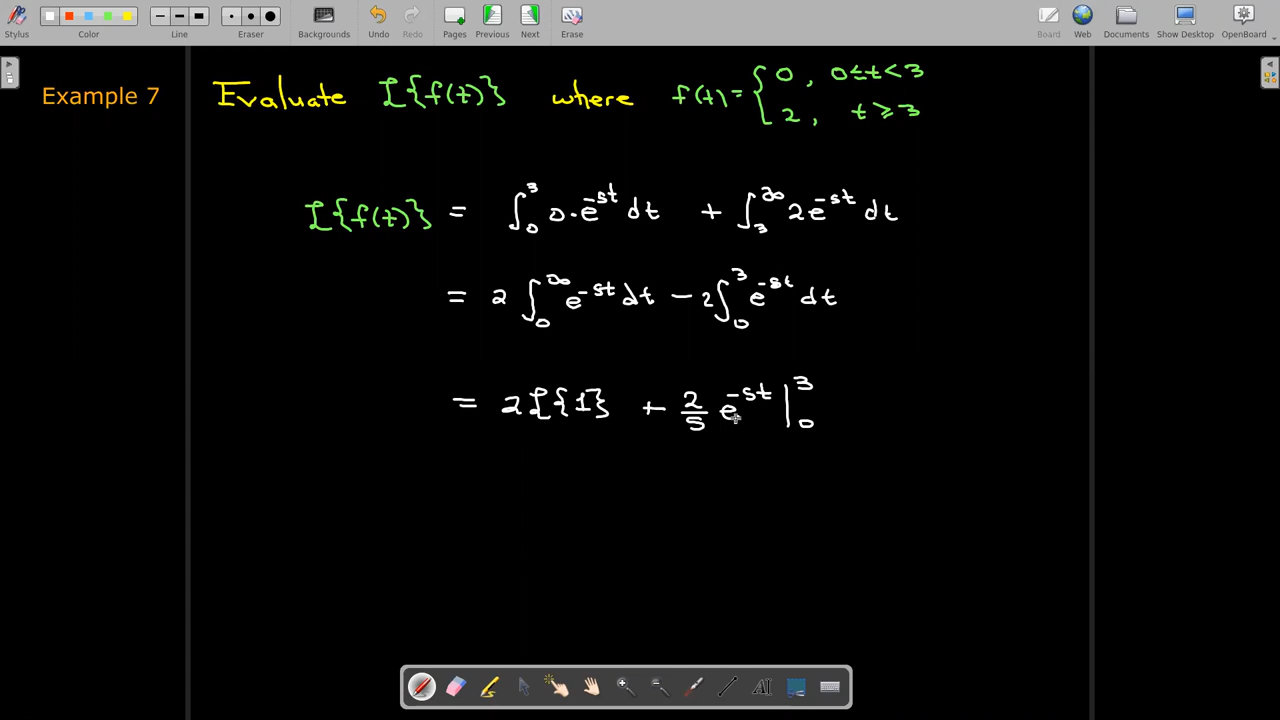 Stylus Color Line Eraser Backgrounds Undo Redo Pages Previous Next Erase Board Web Documents Show Desktop OpenBoard
Example 7
Evaluate ℒ{f(t)} where f(t) = { 0, 0≤t<3
2, t⩾3
ℒ{f(t)} = ∫₀³ 0·e^{-st} dt + ∫₃^∞ 2e^{-st} dt
= 2 ∫₀^∞ e^{-st} dt − 2∫₀³ e^{-st} dt
= 2ℒ{1} + 2/s e^{-st} |₀³
AI